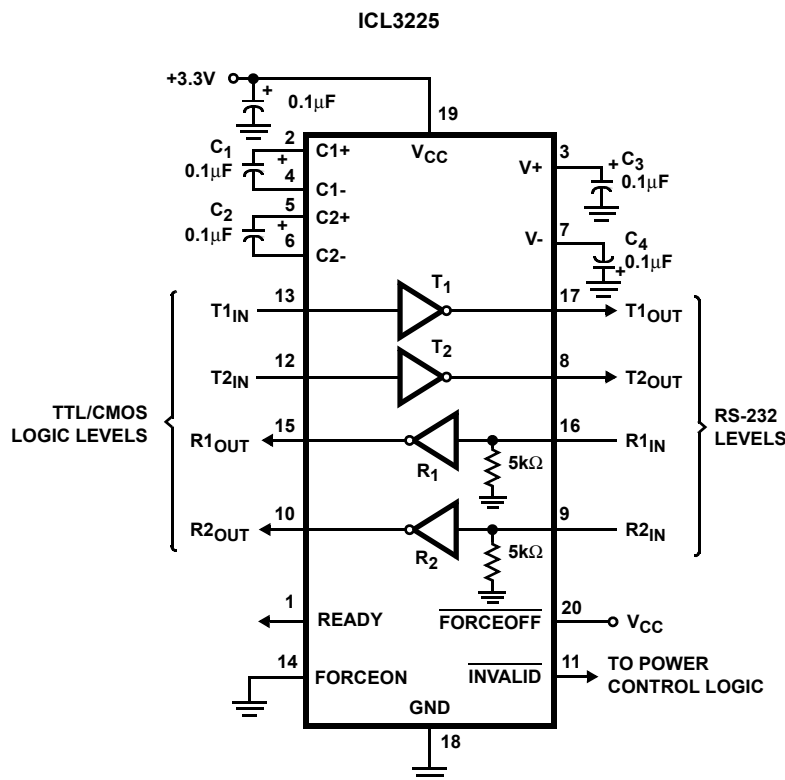 ICL3225
+3.3V
+
0.1μF
19
2
C1
0.1μF
+
C1+
VCC
4
C1-
5
C2
0.1μF
+
C2+
6
C2-
3
V+
+
C3
0.1μF
7
V-
C4
0.1μF
+
T1
T1IN
13
17
T1OUT
T2
T2IN
12
8
T2OUT
TTL/CMOS
LOGIC LEVELS
RS-232
LEVELS
R1OUT
15
16
R1IN
R1
5kΩ
R2OUT
10
9
R2IN
R2
5kΩ
1
READY
FORCEOFF
20
VCC
14
FORCEON
INVALID
11
TO POWER
CONTROL LOGIC
GND
18